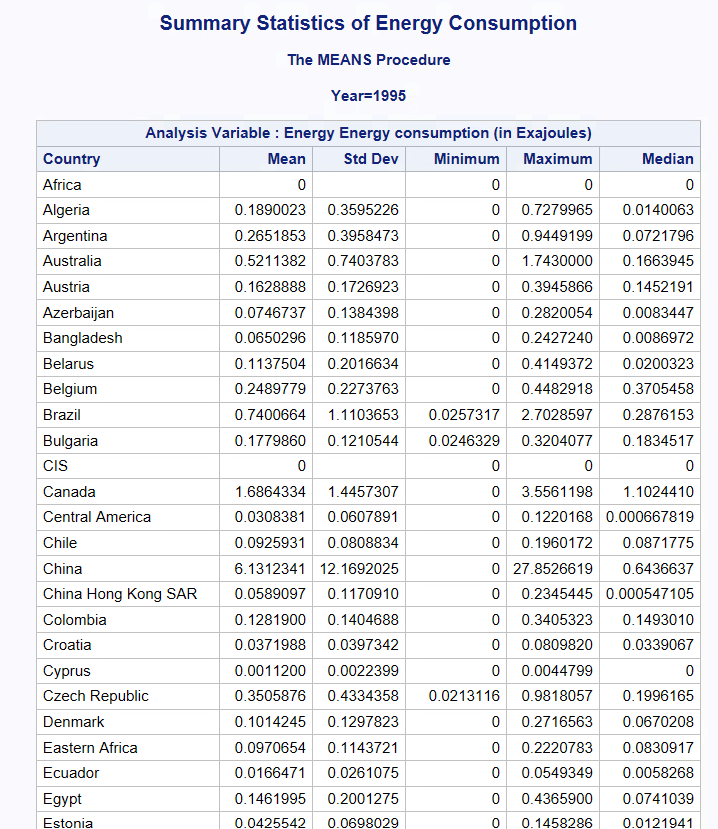 Summary Statistics of Energy Consumption
The MEANS Procedure
Year=1995
Analysis Variable : Energy Energy consumption (in Exajoules)
Country Mean Std Dev Minimum Maximum Median
Africa 0 0 0 0
Algeria 0.1890023 0.3595226 0 0.7279965 0.0140063
Argentina 0.2651853 0.3958473 0 0.9449199 0.0721796
Australia 0.5211382 0.7403783 0 1.7430000 0.1663945
Austria 0.1628888 0.1726923 0 0.3945866 0.1452191
Azerbaijan 0.0746737 0.1384398 0 0.2820054 0.0083447
Bangladesh 0.0650296 0.1185970 0 0.2427240 0.0086972
Belarus 0.1137504 0.2016634 0 0.4149372 0.0200323
Belgium 0.2489779 0.2273763 0 0.4482918 0.3705458
Brazil 0.7400664 1.1103653 0.0257317 2.7028597 0.2876153
Bulgaria 0.1779860 0.1210544 0.0246329 0.3204077 0.1834517
CIS 0 0 0 0
Canada 1.6864334 1.4457307 0 3.5561198 1.1024410
Central America 0.0308381 0.0607891 0 0.1220168 0.000667819
Chile 0.0925931 0.0808834 0 0.1960172 0.0871775
China 6.1312341 12.1692025 0 27.8526619 0.6436637
China Hong Kong SAR 0.0589097 0.1170910 0 0.2345445 0.000547105
Colombia 0.1281900 0.1404688 0 0.3405323 0.1493010
Croatia 0.0371988 0.0397342 0 0.0809820 0.0339067
Cyprus 0.0011200 0.0022399 0 0.0044799 0
Czech Republic 0.3505876 0.4334358 0.0213116 0.9818057 0.1996165
Denmark 0.1014245 0.1297823 0 0.2716563 0.0670208
Eastern Africa 0.0970654 0.1143721 0 0.2220783 0.0830917
Ecuador 0.0166471 0.0261075 0 0.0549349 0.0058268
Egypt 0.1461995 0.2001275 0 0.4365900 0.0741039
Estonia 0.0425542 0.0698029 0 0.1458286 0.0121941